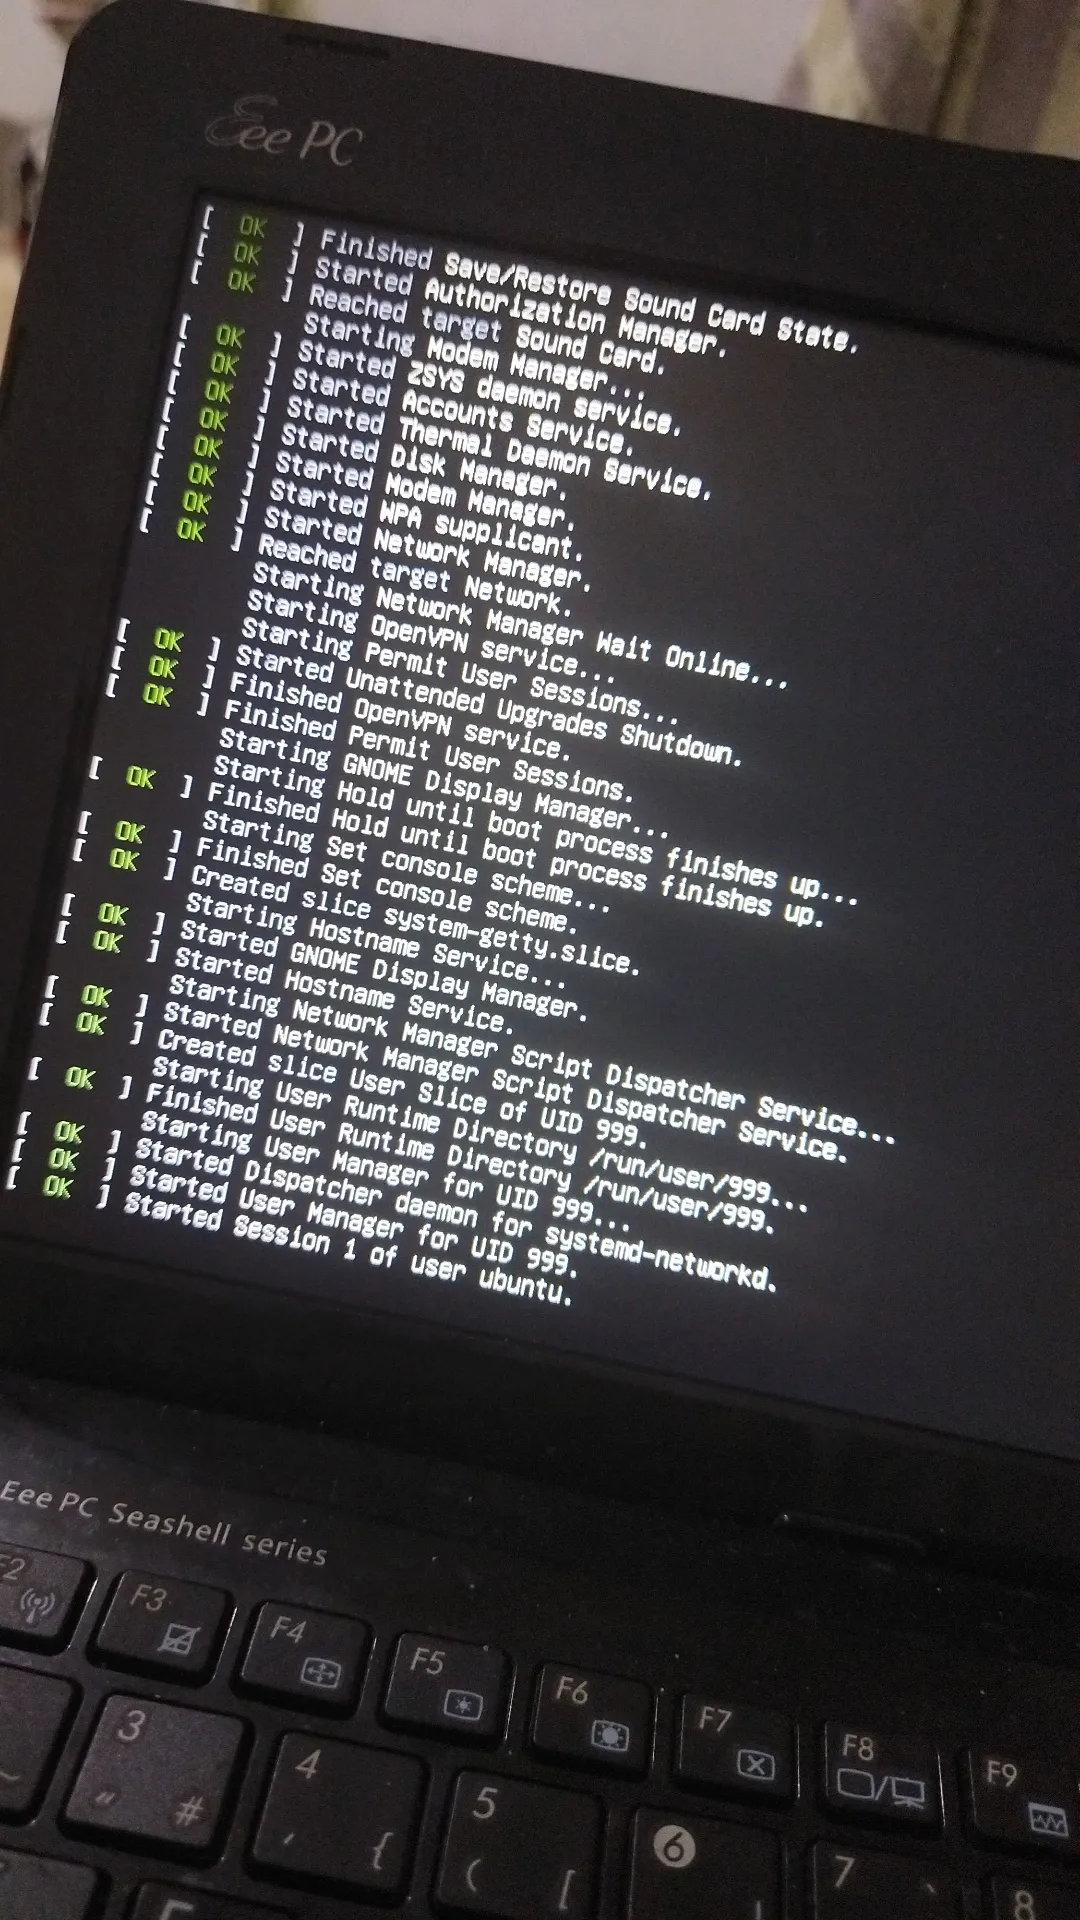 Eee PC
[ OK ] Finished Save/Restore Sound Card State.
[ OK ] Started Authorization Manager.
[ OK ] Reached target Sound Card.
Starting Modem Manager...
[ OK ] Started ZSYS daemon service.
[ OK ] Started Accounts Service.
[ OK ] Started Thermal Daemon Service.
[ OK ] Started Disk Manager.
[ OK ] Started Modem Manager.
[ OK ] Started WPA supplicant.
[ OK ] Started Network Manager.
[ OK ] Reached target Network.
Starting Network Manager Wait Online...
Starting OpenVPN service...
Starting Permit User Sessions...
[ OK ] Started Unattended Upgrades Shutdown.
[ OK ] Finished OpenVPN service.
[ OK ] Finished Permit User Sessions.
Starting GNOME Display Manager...
Starting Hold until boot process finishes up...
[ OK ] Finished Hold until boot process finishes up.
Starting Set console scheme...
[ OK ] Finished Set console scheme.
[ OK ] Created slice system-getty.slice.
Starting Hostname Service...
[ OK ] Started GNOME Display Manager.
[ OK ] Started Hostname Service.
Starting Network Manager Script Dispatcher Service...
[ OK ] Started Network Manager Script Dispatcher Service.
[ OK ] Created slice User Slice of UID 999.
Starting User Runtime Directory /run/user/999...
[ OK ] Finished User Runtime Directory /run/user/999.
Starting User Manager for UID 999...
[ OK ] Started Dispatcher daemon for systemd-networkd.
[ OK ] Started User Manager for UID 999.
[ OK ] Started Session 1 of user ubuntu.
Eee PC Seashell series
F2 F3 F4 F5 F6 F7 F8 F9
3 4 5 6 7 8
" # ' { ( [